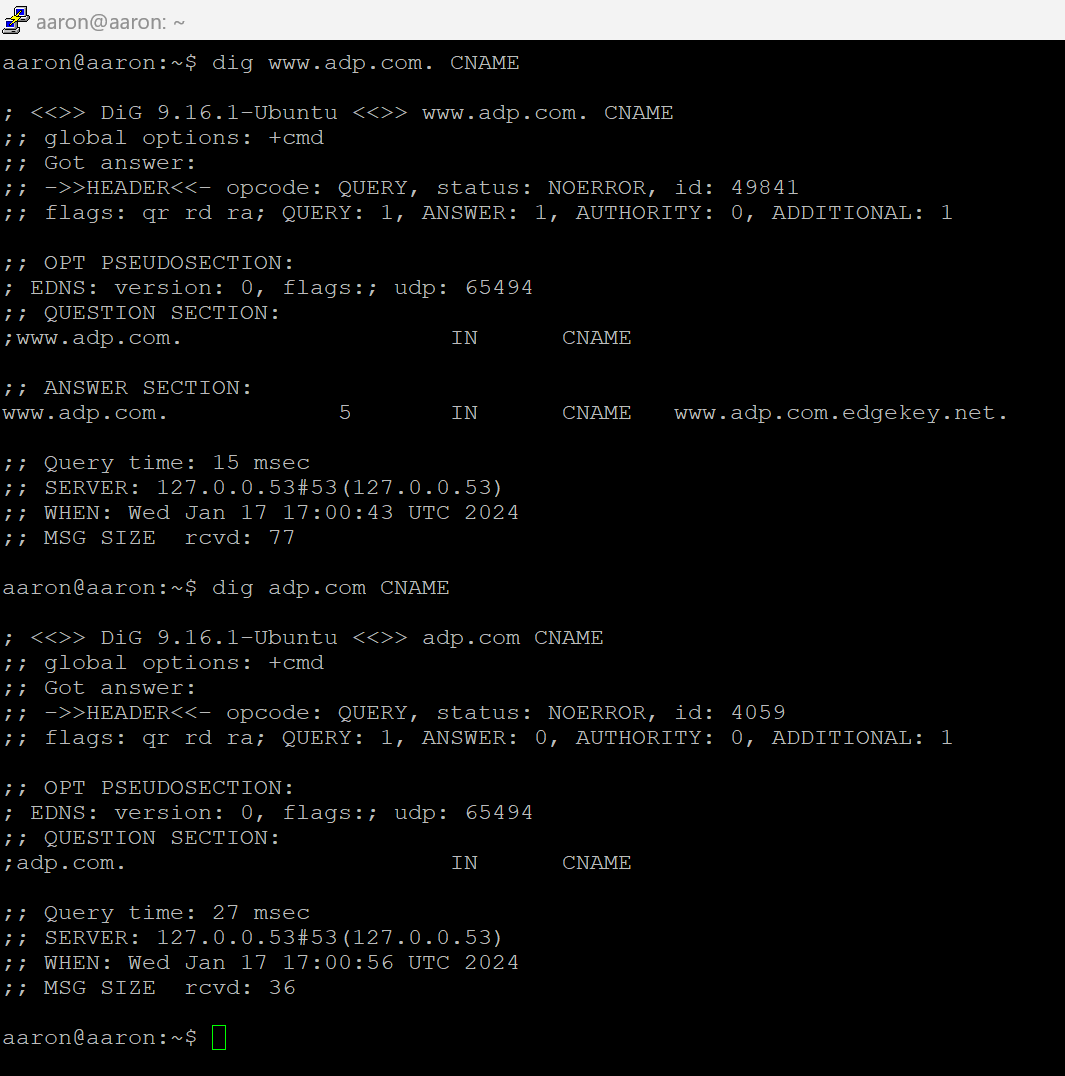 aaron@aaron: ~
aaron@aaron:~$ dig www.adp.com. CNAME
; <<>> DiG 9.16.1-Ubuntu <<>> www.adp.com. CNAME
;; global options: +cmd
;; Got answer:
;; ->>HEADER<<- opcode: QUERY, status: NOERROR, id: 49841
;; flags: qr rd ra; QUERY: 1, ANSWER: 1, AUTHORITY: 0, ADDITIONAL: 1
;; OPT PSEUDOSECTION:
; EDNS: version: 0, flags:; udp: 65494
;; QUESTION SECTION:
;www.adp.com. IN CNAME
;; ANSWER SECTION:
www.adp.com. 5 IN CNAME www.adp.com.edgekey.net.
;; Query time: 15 msec
;; SERVER: 127.0.0.53#53(127.0.0.53)
;; WHEN: Wed Jan 17 17:00:43 UTC 2024
;; MSG SIZE  rcvd: 77
aaron@aaron:~$ dig adp.com CNAME
; <<>> DiG 9.16.1-Ubuntu <<>> adp.com CNAME
;; global options: +cmd
;; Got answer:
;; ->>HEADER<<- opcode: QUERY, status: NOERROR, id: 4059
;; flags: qr rd ra; QUERY: 1, ANSWER: 0, AUTHORITY: 0, ADDITIONAL: 1
;; OPT PSEUDOSECTION:
; EDNS: version: 0, flags:; udp: 65494
;; QUESTION SECTION:
;adp.com. IN CNAME
;; Query time: 27 msec
;; SERVER: 127.0.0.53#53(127.0.0.53)
;; WHEN: Wed Jan 17 17:00:56 UTC 2024
;; MSG SIZE  rcvd: 36
aaron@aaron:~$